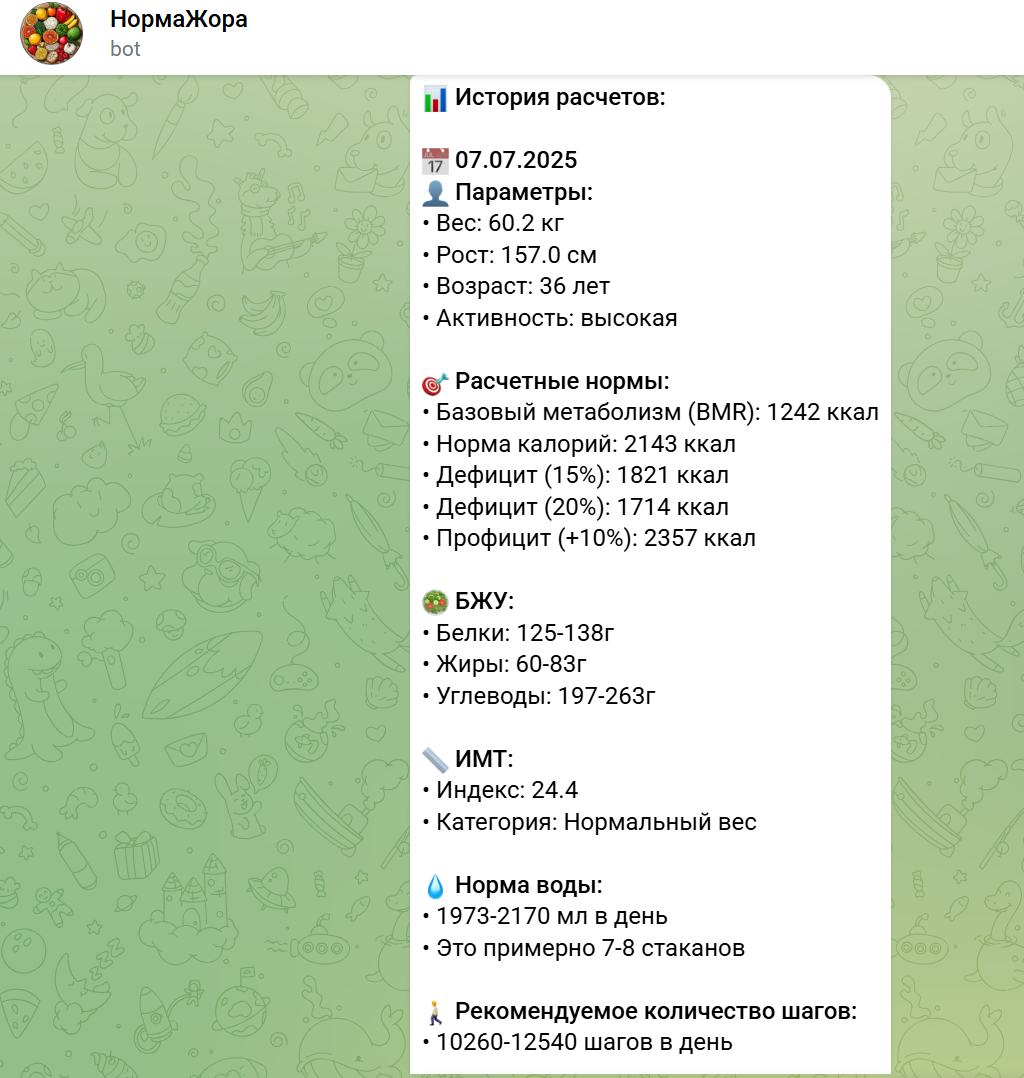 НормаЖора
bot
История расчетов:
17 07.07.2025
Параметры:
• Вес: 60.2 кг
• Рост: 157.0 см
• Возраст: 36 лет
• Активность: высокая
Расчетные нормы:
• Базовый метаболизм (BMR): 1242 ккал
• Норма калорий: 2143 ккал
• Дефицит (15%): 1821 ккал
• Дефицит (20%): 1714 ккал
• Профицит (+10%): 2357 ккал
БЖУ:
• Белки: 125-138г
• Жиры: 60-83г
• Углеводы: 197-263г
ИМТ:
• Индекс: 24.4
• Категория: Нормальный вес
Норма воды:
• 1973-2170 мл в день
• Это примерно 7-8 стаканов
Рекомендуемое количество шагов:
• 10260-12540 шагов в день